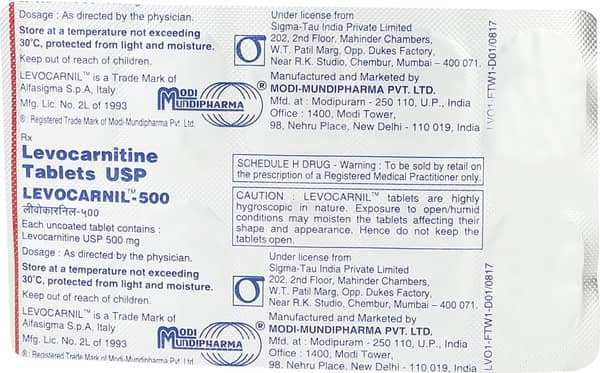 Dosage : As directed by the physician.
Store at a temperature not exceeding
30°C, protected from light and moisture.
Keep out of reach of children.
LEVOCARNIL™ is a Trade Mark of
Alfasigma S.p.A, Italy
Mfg. Lic. No. 2L of 1993
® : Registered Trade Mark of Modi-Mundipharma Pvt. Ltd.
MODI
MUNDIPHARMA
®
σ
Under license from
Sigma-Tau India Private Limited
202, 2nd Floor, Mahinder Chambers,
W.T. Patil Marg, Opp. Dukes Factory,
Near R.K. Studio, Chembur, Mumbai – 400 071.
Manufactured and Marketed by
MODI-MUNDIPHARMA PVT. LTD.
Mfd. at : Modipuram - 250 110, U.P., India
Office : 1400, Modi Tower,
98, Nehru Place, New Delhi - 110 019, India
LVO1-FTW1-D01/0817
Rx
Levocarnitine
Tablets USP
LEVOCARNIL™-500
लीवोकारनिल-५००
Each uncoated tablet contains :
Levocarnitine USP 500 mg
Dosage : As directed by the physician.
Store at a temperature not exceeding
30°C, protected from light and moisture.
Keep out of reach of children.
LEVOCARNIL™ is a Trade Mark of
Alfasigma S.p.A, Italy
Mfg. Lic. No. 2L of 1993
® : Registered Trade Mark of Modi-Mundipharma Pvt. Ltd.
MODI
MUNDIPHARMA
®
SCHEDULE H DRUG - Warning : To be sold by retail on
the prescription of a Registered Medical Practitioner only.
CAUTION : LEVOCARNIL™ tablets are highly
hygroscopic in nature. Exposure to open/humid
conditions may moisten the tablets affecting their
shape and appearance. Hence do not keep the
tablets open.
σ
Under license from
Sigma-Tau India Private Limited
202, 2nd Floor, Mahinder Chambers,
W.T. Patil Marg, Opp. Dukes Factory,
Near R.K. Studio, Chembur, Mumbai – 400 071.
Manufactured and Marketed by
MODI-MUNDIPHARMA PVT. LTD.
Mfd. at : Modipuram - 250 110, U.P., India
Office : 1400, Modi Tower,
98, Nehru Place, New Delhi - 110 019, India
LVO1-FTW1-D01/0817